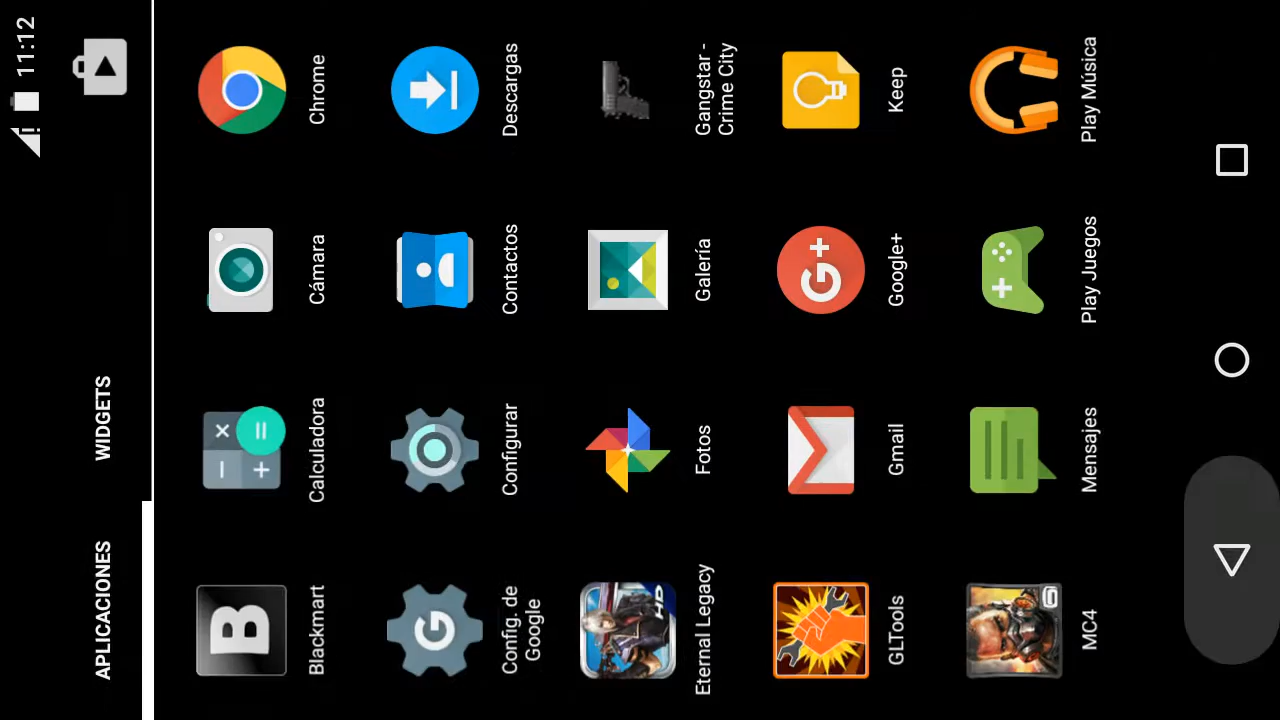 11:12
APLICACIONES
WIDGETS
Blackmart
Calculadora
Cámara
Chrome
Config. de
Google
Configurar
Contactos
Descargas
Eternal Legacy
Fotos
Galería
Gangstar -
Crime City
GLTools
Gmail
Google+
Keep
MC4
Mensajes
Play Juegos
Play Música